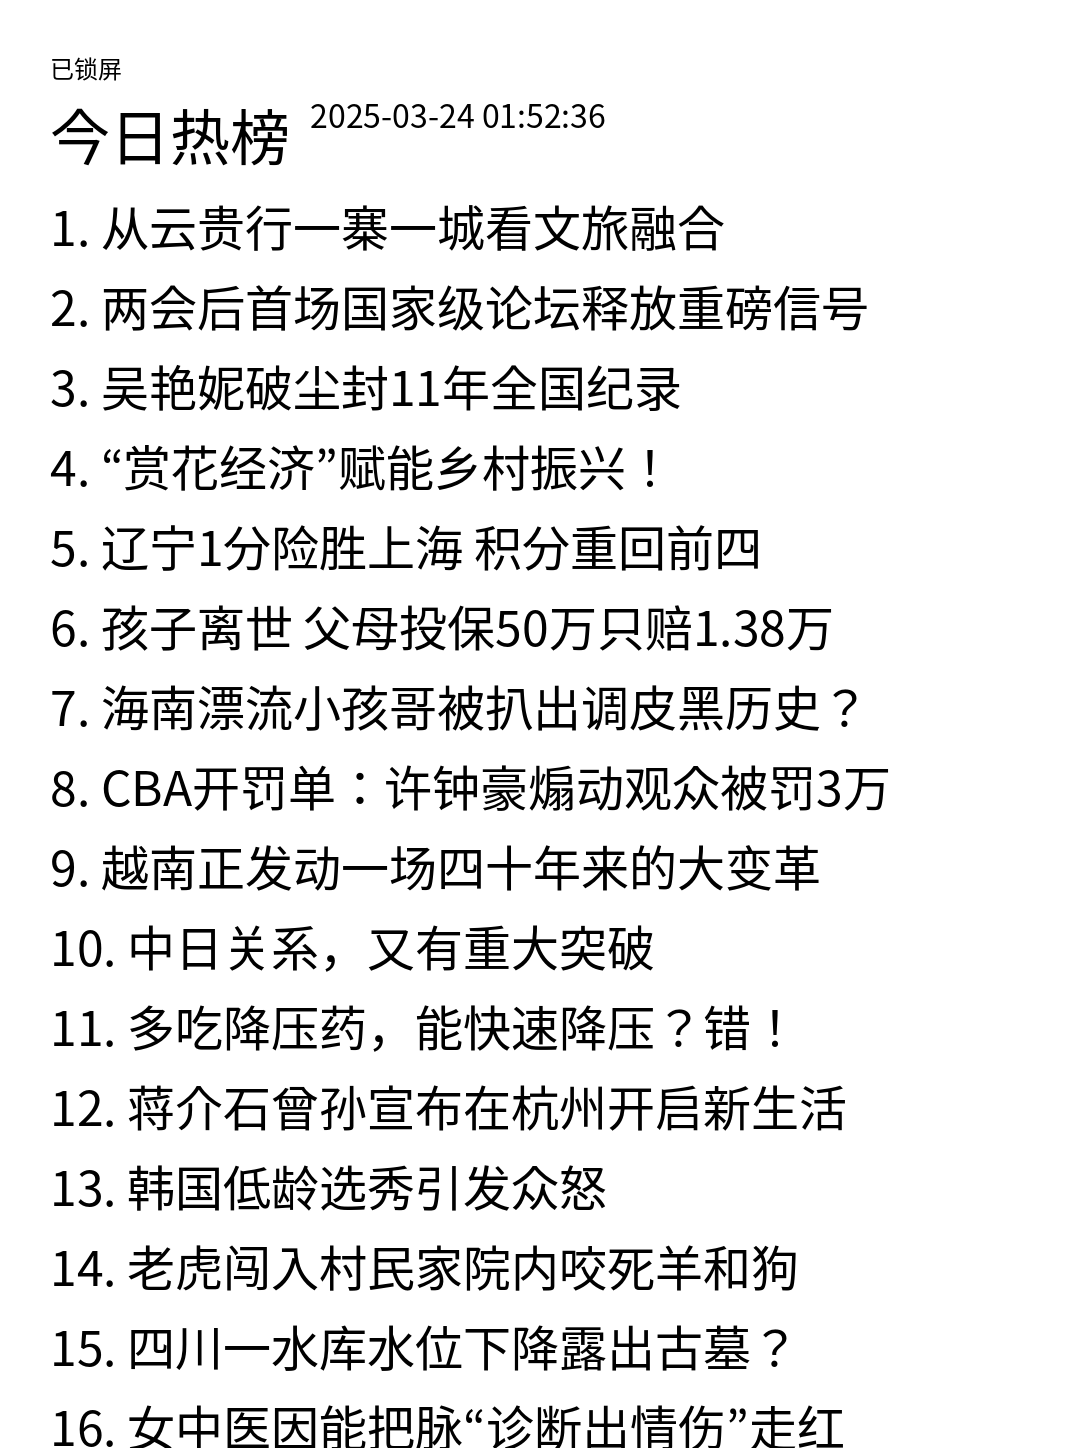 已锁屏
今日热榜 2025-03-24 01:52:36
1. 从云贵行一寨一城看文旅融合
2. 两会后首场国家级论坛释放重磅信号
3. 吴艳妮破尘封11年全国纪录
4. “赏花经济”赋能乡村振兴！
5. 辽宁1分险胜上海 积分重回前四
6. 孩子离世 父母投保50万只赔1.38万
7. 海南漂流小孩哥被扒出调皮黑历史？
8. CBA开罚单：许钟豪煽动观众被罚3万
9. 越南正发动一场四十年来的大变革
10. 中日关系，又有重大突破
11. 多吃降压药，能快速降压？错！
12. 蒋介石曾孙宣布在杭州开启新生活
13. 韩国低龄选秀引发众怒
14. 老虎闯入村民家院内咬死羊和狗
15. 四川一水库水位下降露出古墓？
16. 女中医因能把脉“诊断出情伤”走红